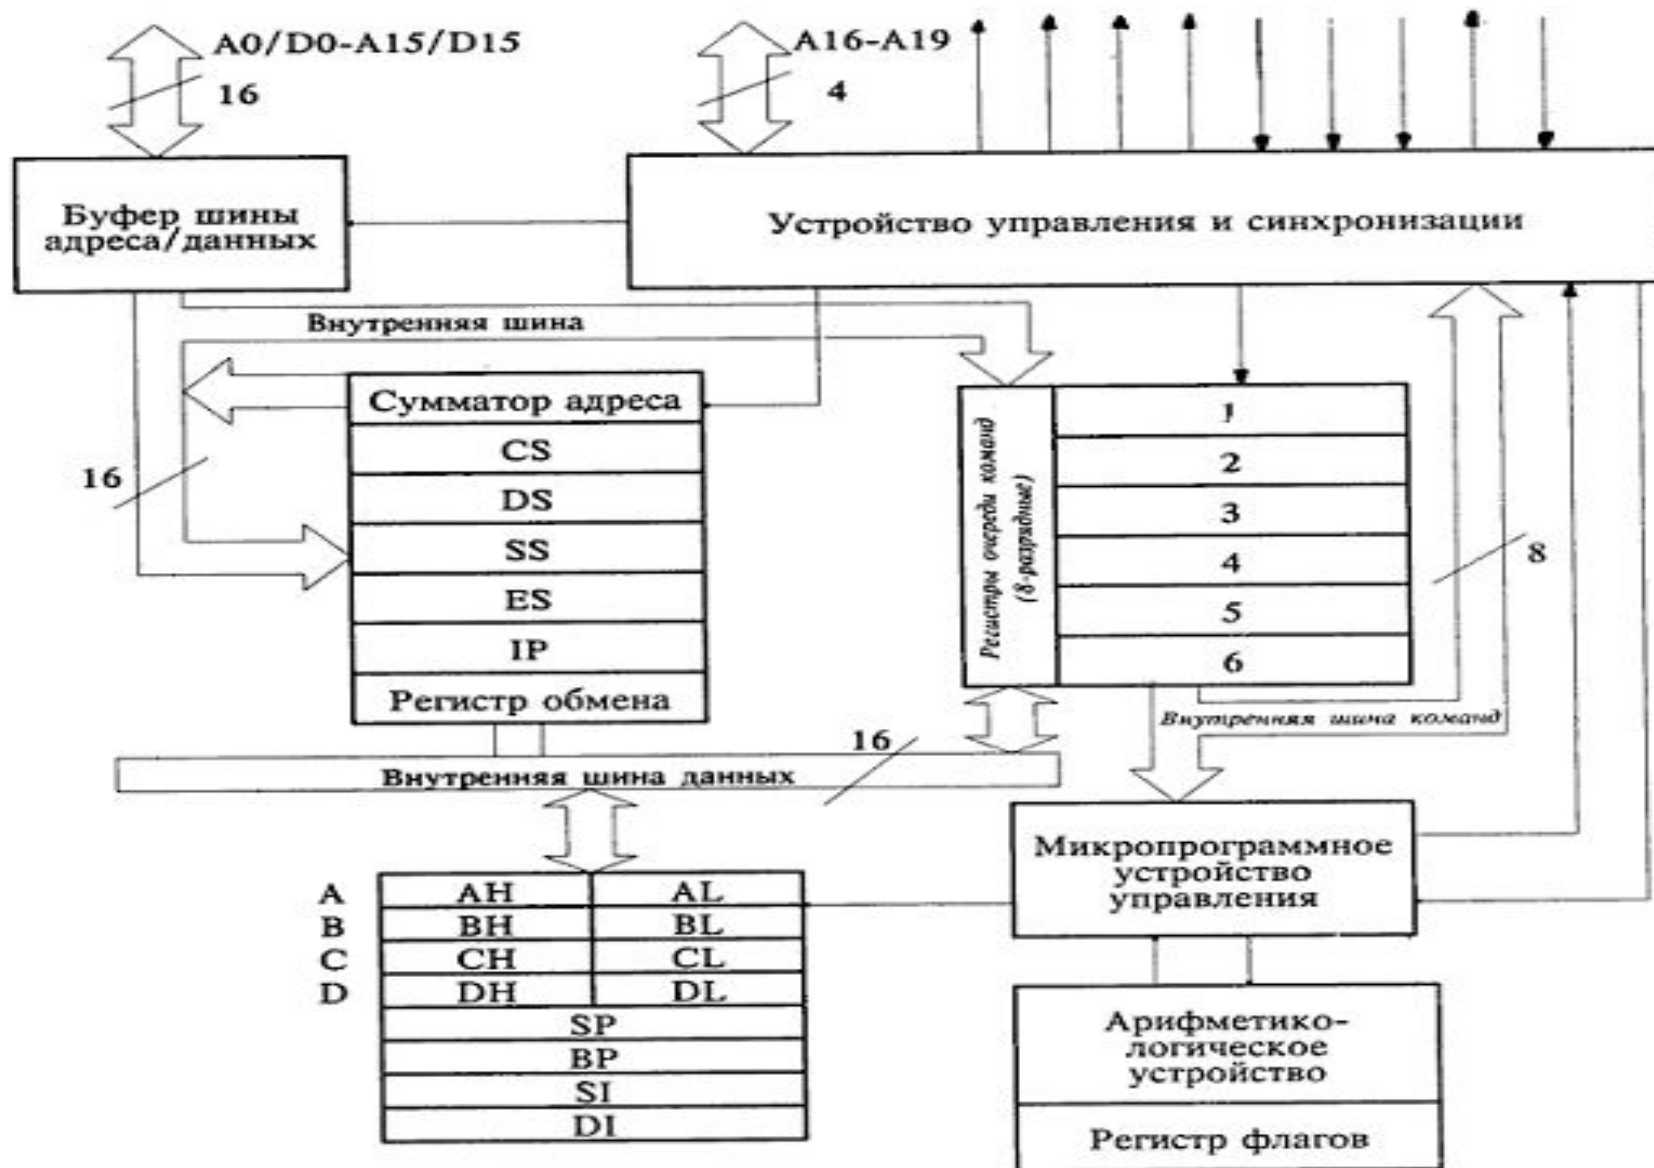 A0/D0-A15/D15
16
A16-A19
4
Буфер шины
адреса/данных
Устройство управления и синхронизации
Внутренняя шина
Сумматор адреса
CS
DS
SS
ES
IP
Регистр обмена
16
Регистры очереди команд
(8-разрядные)
1
2
3
4
5
6
8
Внутренняя шина команд
16
Внутренняя шина данных
A
AH
AL
B
BH
BL
C
CH
CL
D
DH
DL
SP
BP
SI
DI
Микропрограммное
устройство
управления
Арифметико-
логическое
устройство
Регистр флагов